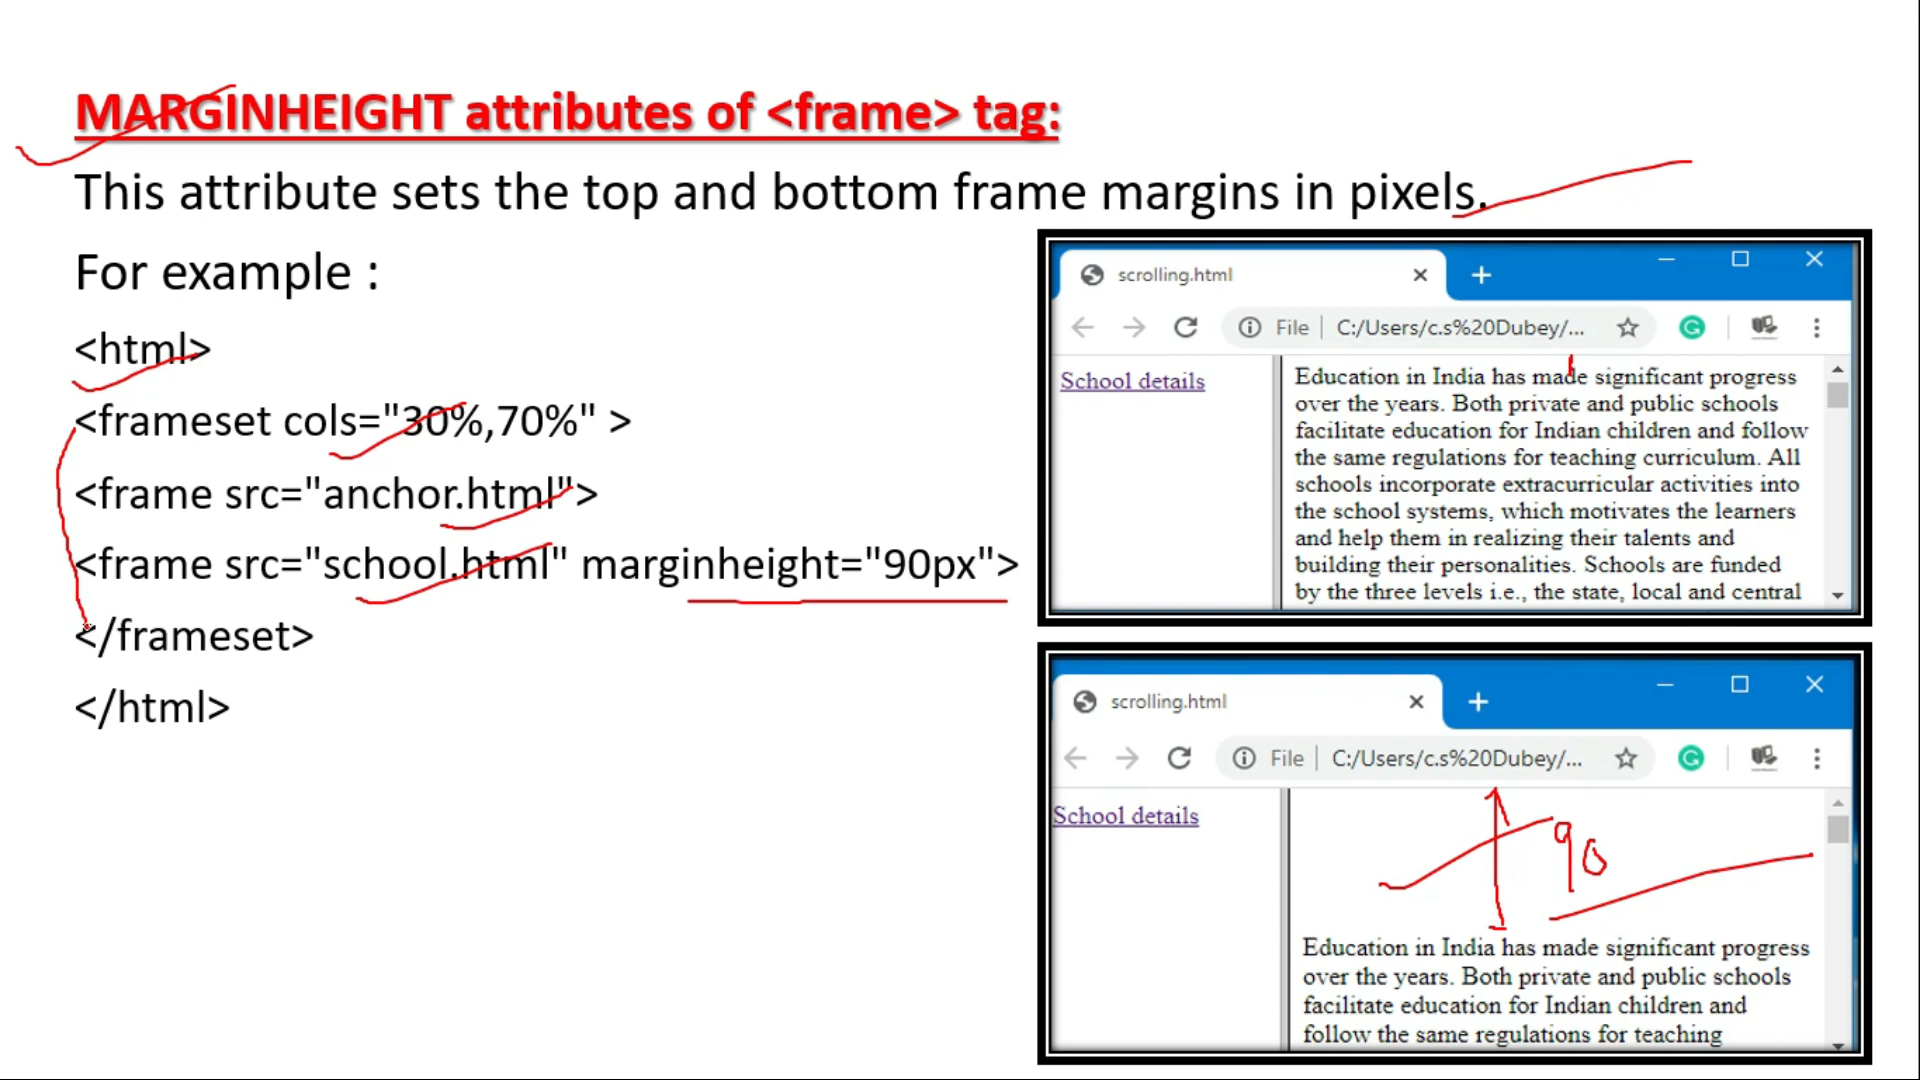 MARGINHEIGHT attributes of <frame> tag:
This attribute sets the top and bottom frame margins in pixels.
For example :
<html>
<frameset cols="30%,70%" >
<frame src="anchor.html">
<frame src="school.html" marginheight="90px">
</frameset>
</html>
scrolling.html
File C:/Users/c.s%20Dubey/...
School details
Education in India has made significant progress
over the years. Both private and public schools
facilitate education for Indian children and follow
the same regulations for teaching curriculum. All
schools incorporate extracurricular activities into
the school systems, which motivates the learners
and help them in realizing their talents and
building their personalities. Schools are funded
by the three levels i.e., the state, local and central
scrolling.html
File C:/Users/c.s%20Dubey/...
School details
90
Education in India has made significant progress
over the years. Both private and public schools
facilitate education for Indian children and
follow the same regulations for teaching